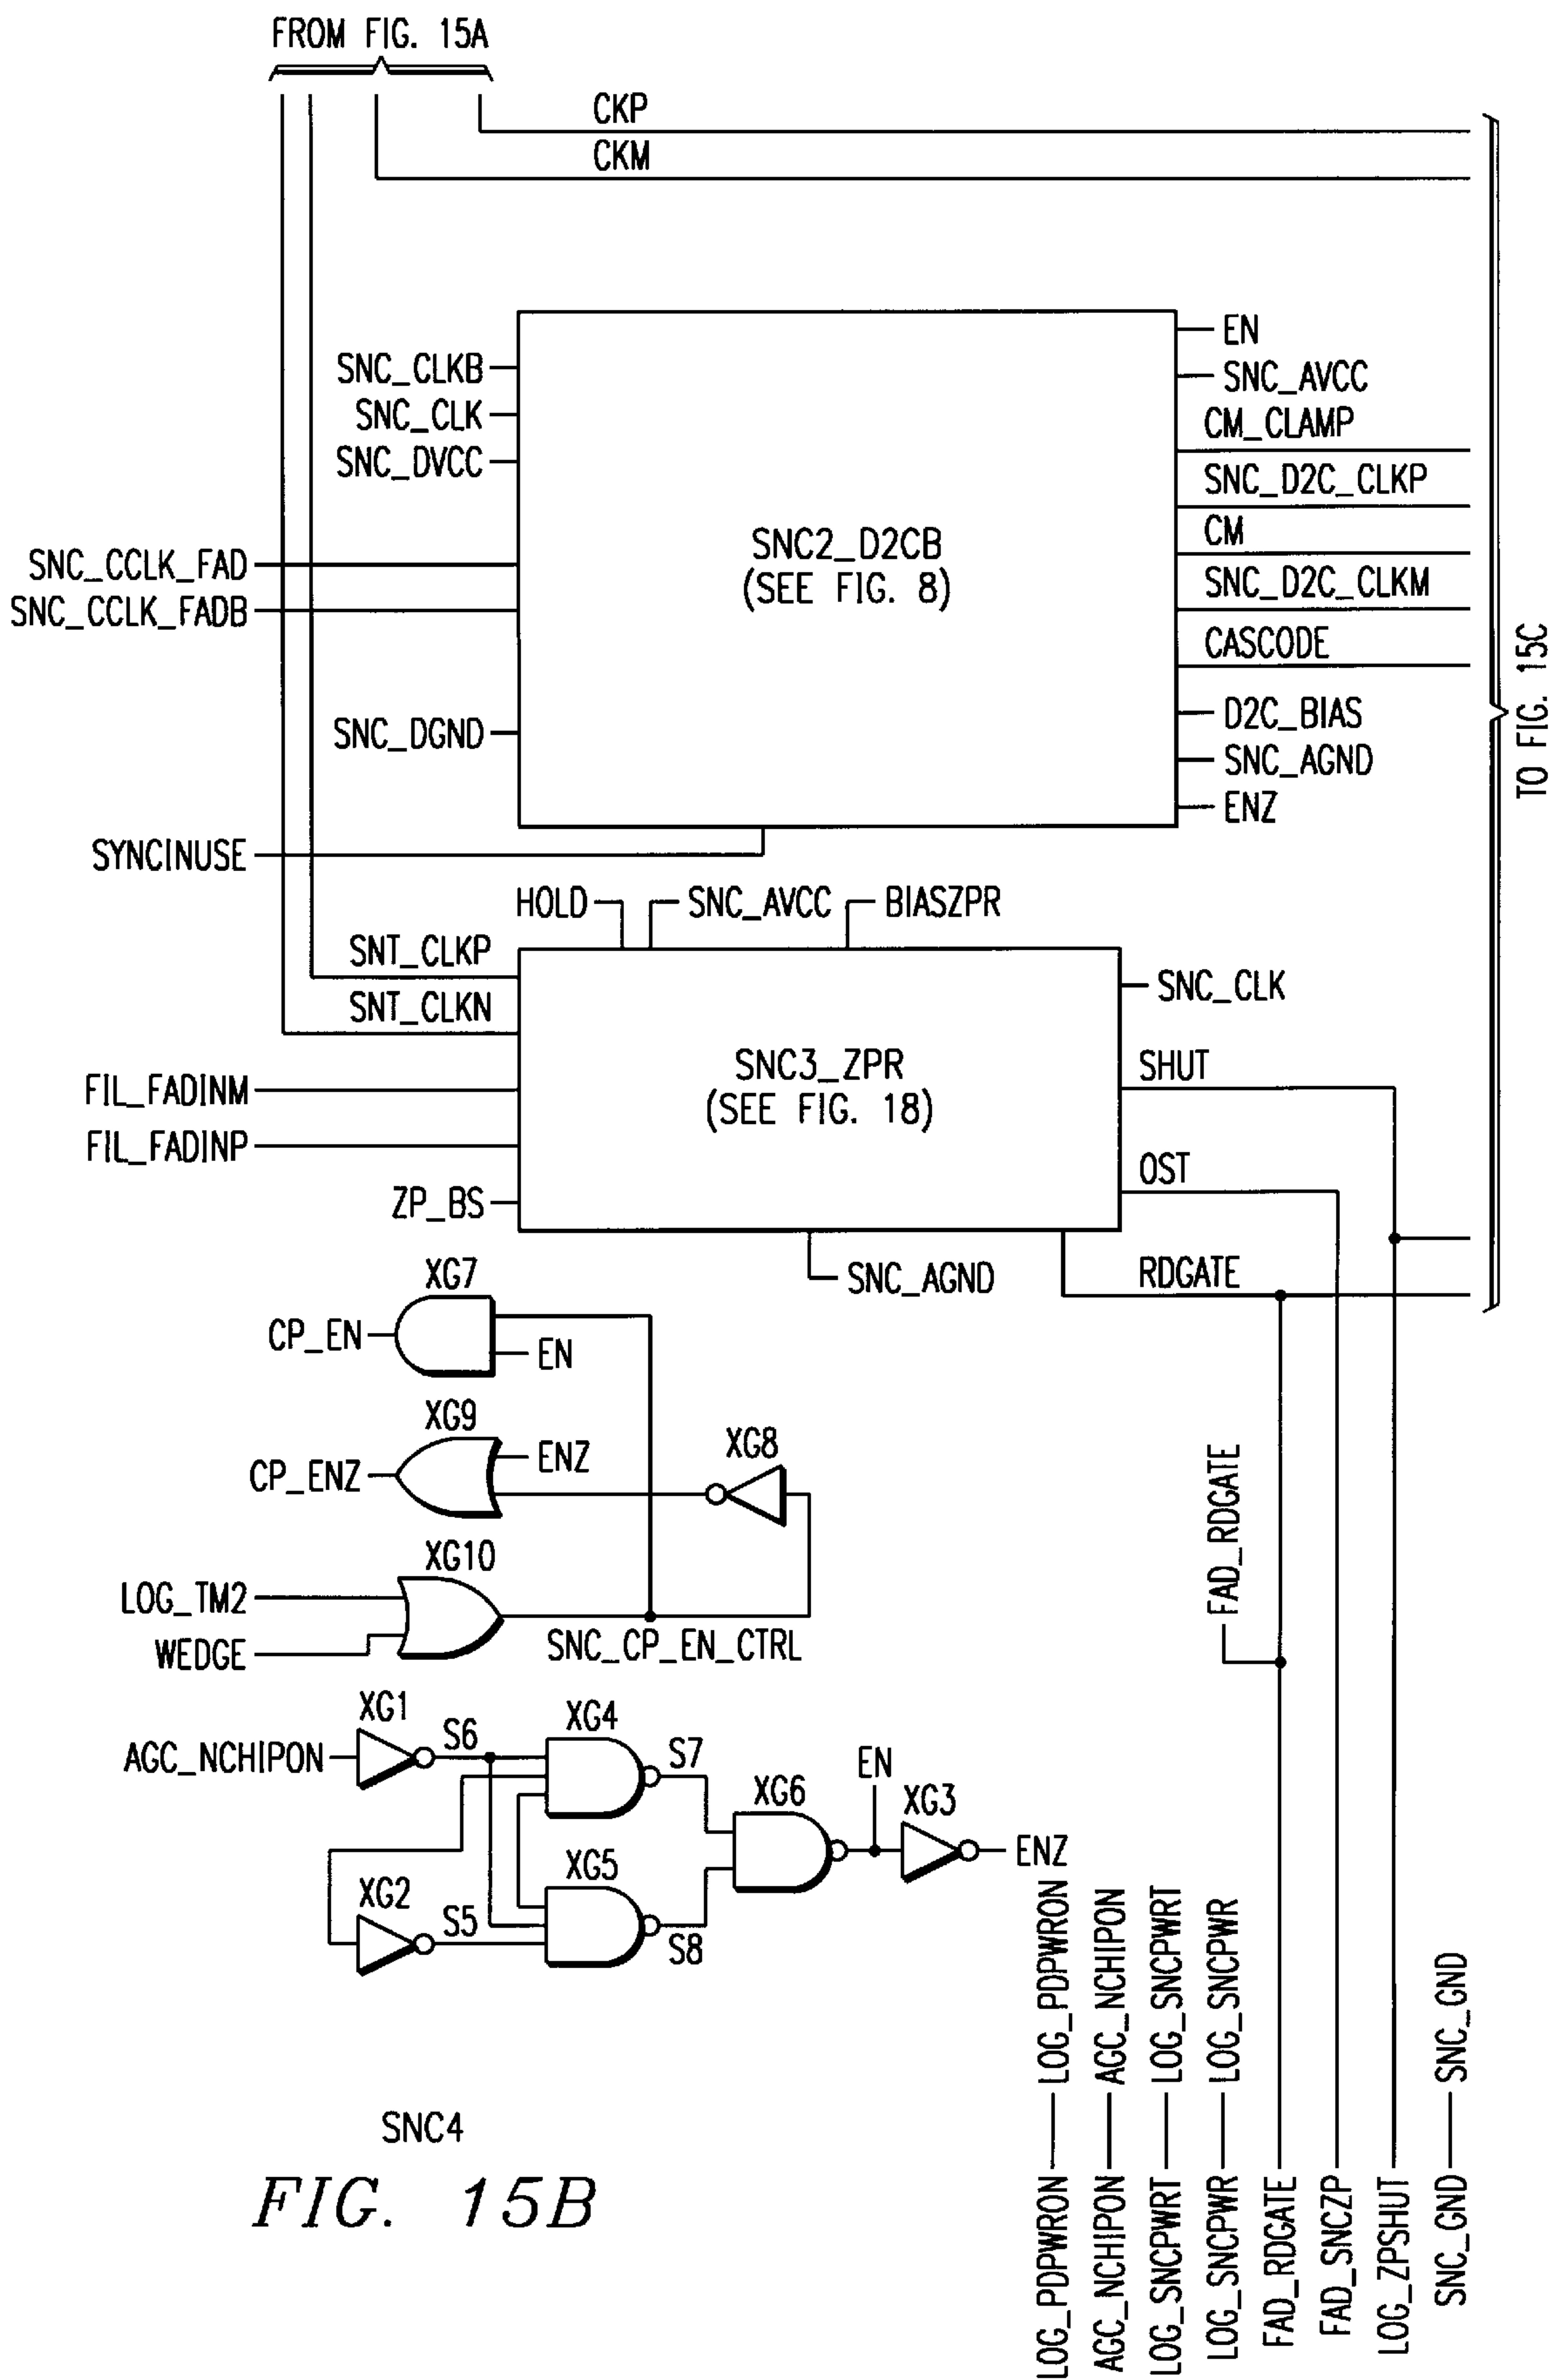 FROM FIG. 15A
CKP
CKM
EN
SNC_CLKB
SNC_AVCC
SNC_CLK
CM_CLAMP
SNC_DVCC
SNC_D2C_CLKP
SNC2_D2CB
CM
(SEE FIG. 8)
SNC_CCLK_FAD
SNC_D2C_CLKM
SNC_CCLK_FADB
CASCODE
TO FIG. 15C
D2C_BIAS
SNC_DGND
SNC_AGND
ENZ
SYNCINUSE
HOLD
SNC_AVCC
BIASZPR
SNT_CLKP
SNC_CLK
SNT_CLKN
SNC3_ZPR
(SEE FIG. 18)
SHUT
FIL_FADINM
FIL_FADINP
OST
ZP_BS
SNC_AGND
RDGATE
XG7
CP_EN
EN
XG9
ENZ
XG8
CP_ENZ
FAD_RDGATE
XG10
LOG_TM2
WEDGE
SNC_CP_EN_CTRL
XG1
S6
XG4
AGC_NCHIPON
S7
EN
XG6
XG3
ENZ
XG5
XG2
S5
S8
LOG_PDPWRON
AGC_NCHIPON
LOG_SNCPWRT
LOG_SNCPWR
SNC_GND
LOG_PDPWRON
AGC_NCHIPON
LOG_SNCPWRT
LOG_SNCPWR
FAD_RDGATE
FAD_SNCZP
LOG_ZPSHUT
SNC_GND
SNC4
FIG. 15B